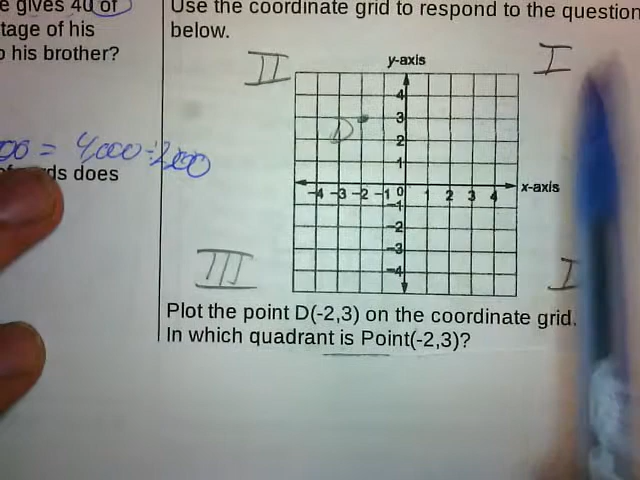 e gives 40 of
tage of his
o his brother?
00 = 4,000 ÷ 200
ds does
Use the coordinate grid to respond to the question
below.
II
y-axis
I
4
3
D
2
1
-4 -3 -2 -1 0 1 2 3 4 x-axis
-1
-2
-3
-4
III
Plot the point D(-2,3) on the coordinate grid.
In which quadrant is Point(-2,3)?